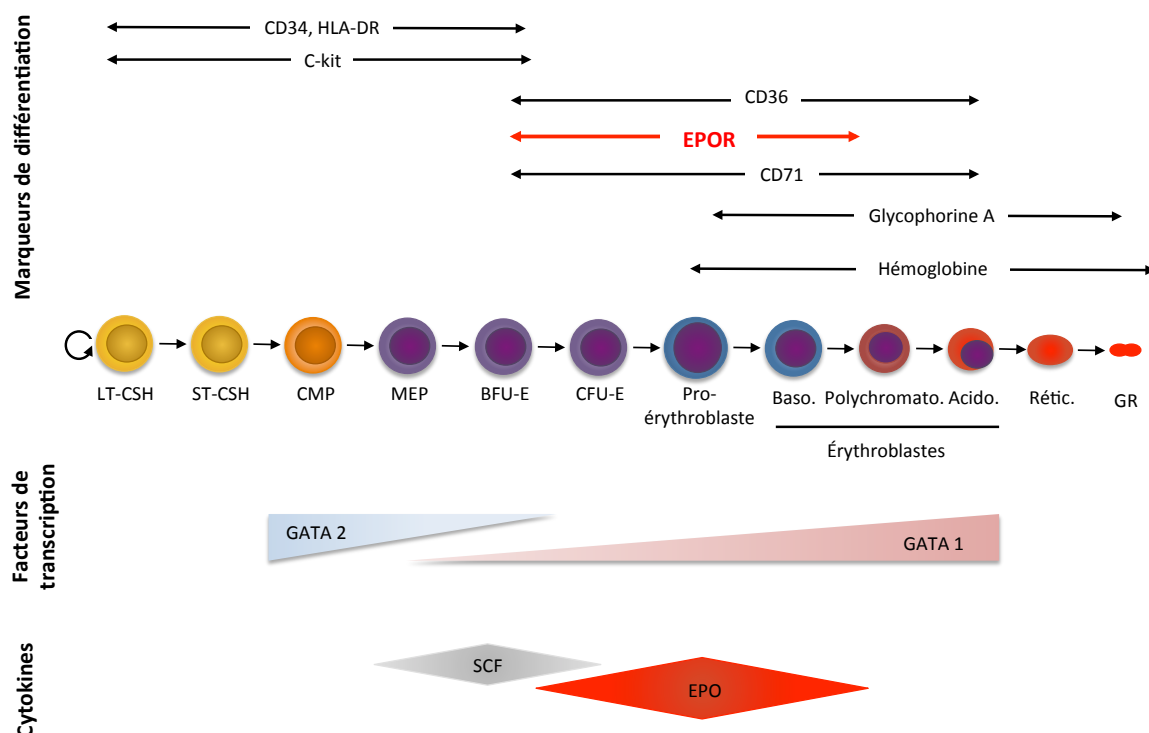 Marqueurs de différentiation
CD34, HLA-DR
C-kit
CD36
EPOR
CD71
Glycophorine A
Hémoglobine
LT-CSH
ST-CSH
CMP
MEP
BFU-E
CFU-E
Pro-
érythroblaste
Baso.
Polychromato.
Acido.
Rétic.
GR
Érythroblastes
Facteurs de
transcription
GATA 2
GATA 1
Cytokines
SCF
EPO